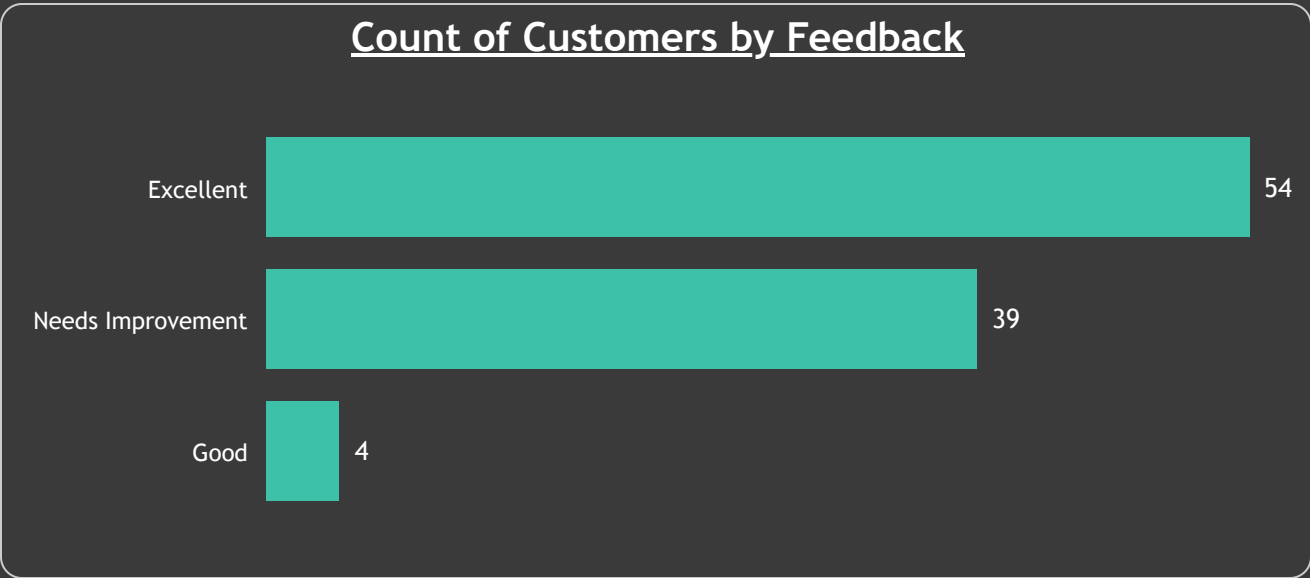 Count of Customers by Feedback
Excellent 54
Needs Improvement 39
Good 4